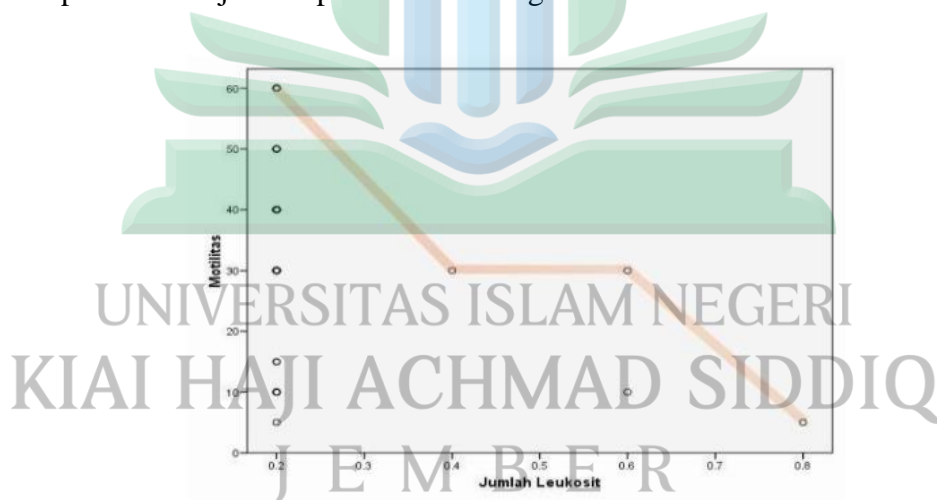 60
50
40
30
20
10
0
Motilitas
0.2 0.3 0.4 0.5 0.6 0.7 0.8
Jumlah Leukosit
UNIVERSITAS ISLAM NEGERI
KIAI HAJI ACHMAD SIDDIQ
J E M B E R